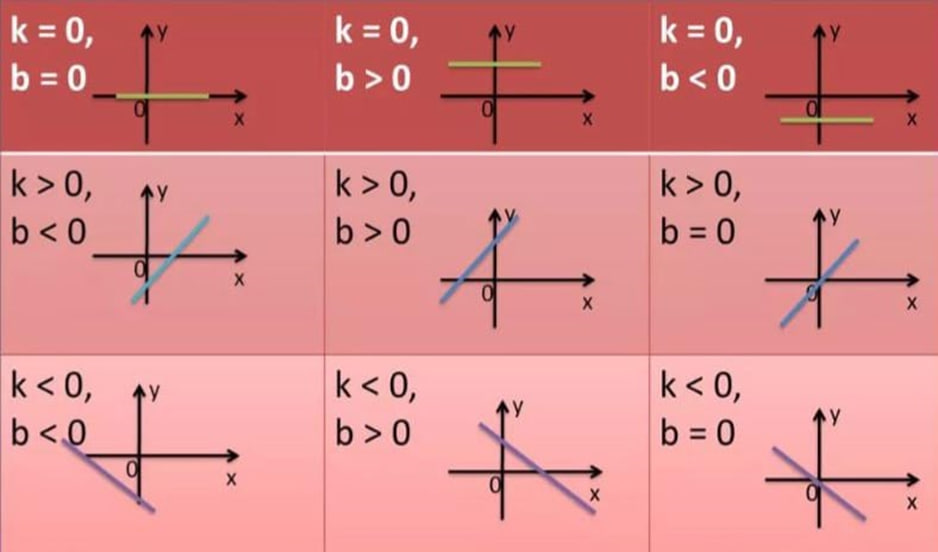 k = 0,
b = 0
y
0
x
k = 0,
b > 0
y
0
x
k = 0,
b < 0
y
0
x
k > 0,
b < 0
y
0
x
k > 0,
b > 0
y
0
x
k > 0,
b = 0
y
0
x
k < 0,
b < 0
y
0
x
k < 0,
b > 0
y
0
x
k < 0,
b = 0
y
0
x